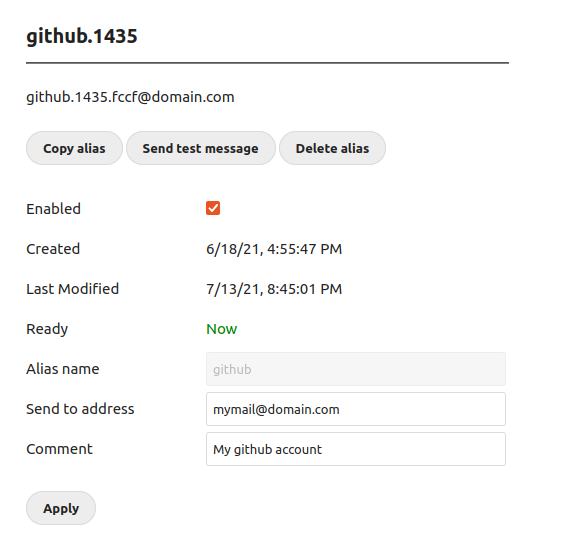 github.1435
github.1435.fccf@domain.com
Copy alias Send test message Delete alias
Enabled
Created 6/18/21, 4:55:47 PM
Last Modified 7/13/21, 8:45:01 PM
Ready Now
Alias name github
Send to address mymail@domain.com
Comment My github account
Apply